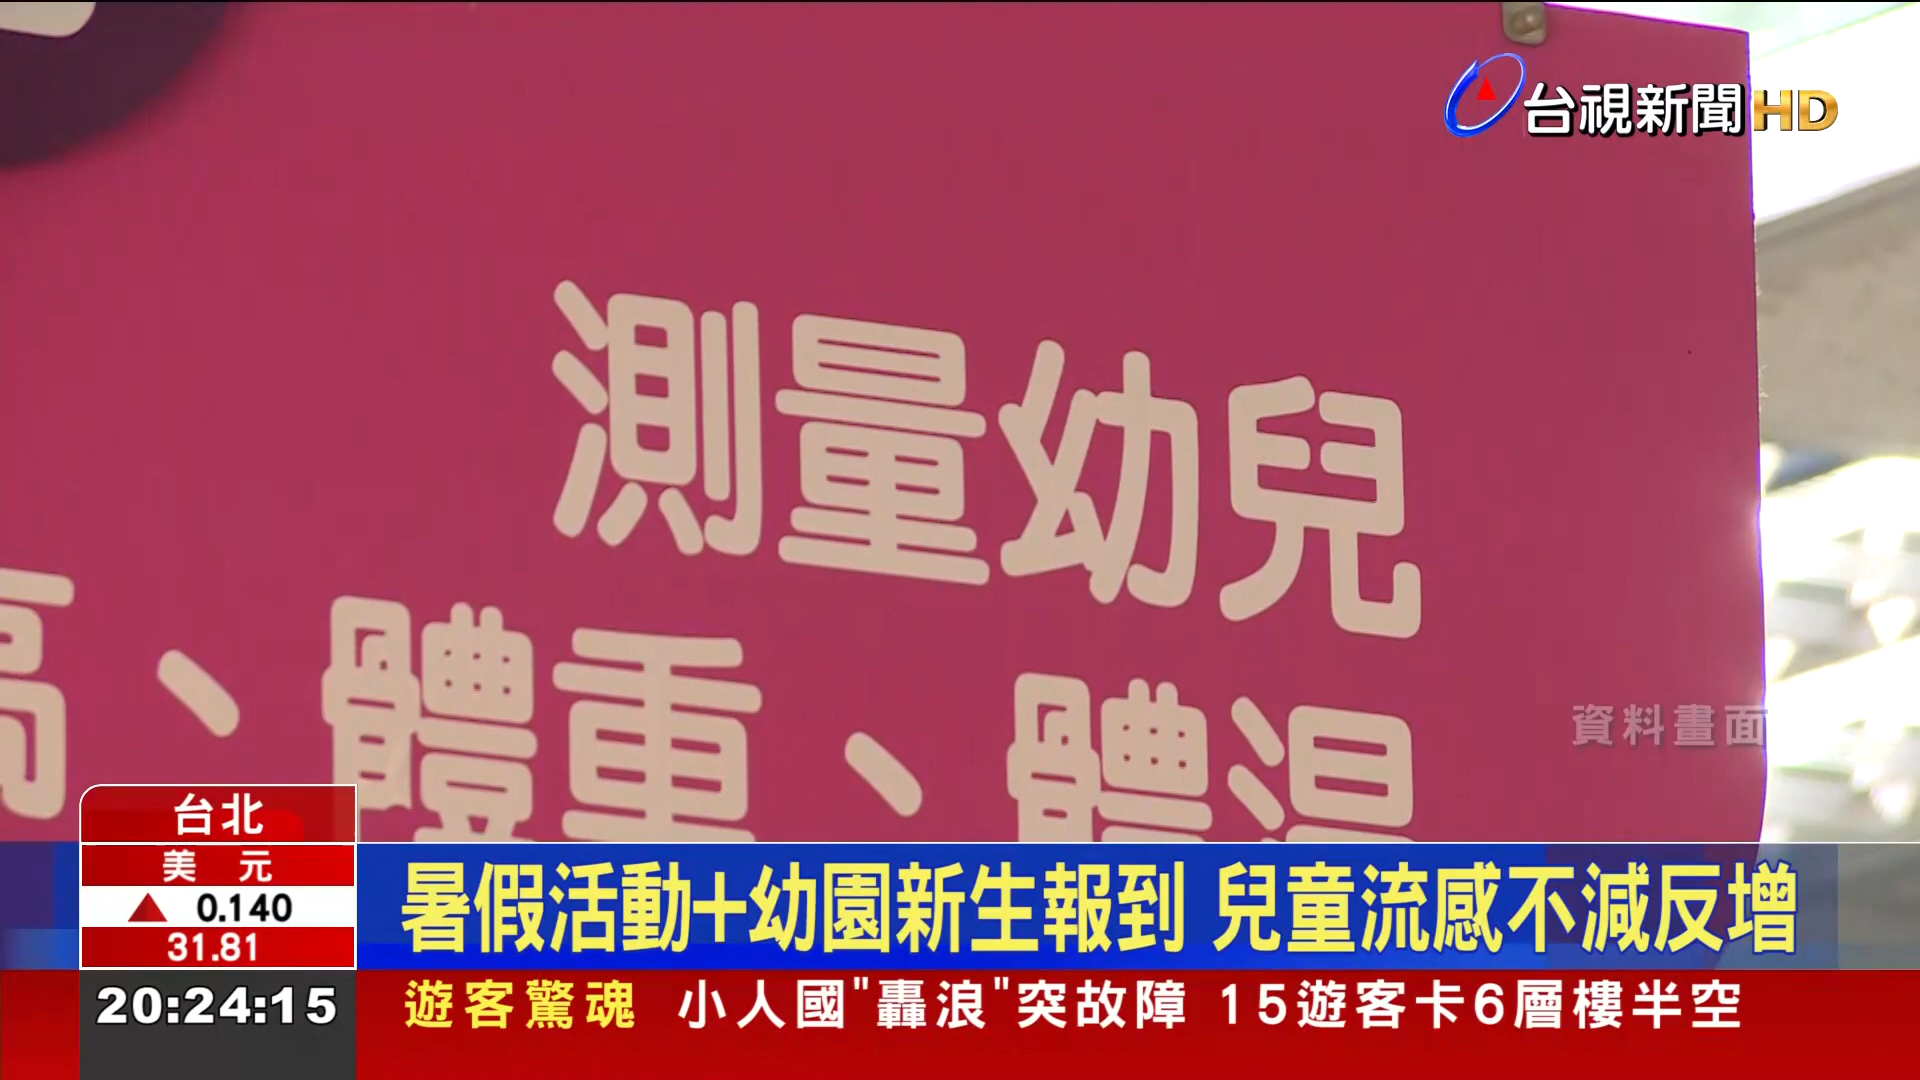 台視新聞HD
測量幼兒
高、體重、體溫
資料畫面
台北
美 元
▲ 0.140
31.81
20:24:15
暑假活動+幼園新生報到 兒童流感不減反增
遊客驚魂 小人國"轟浪"突故障 15遊客卡6層樓半空